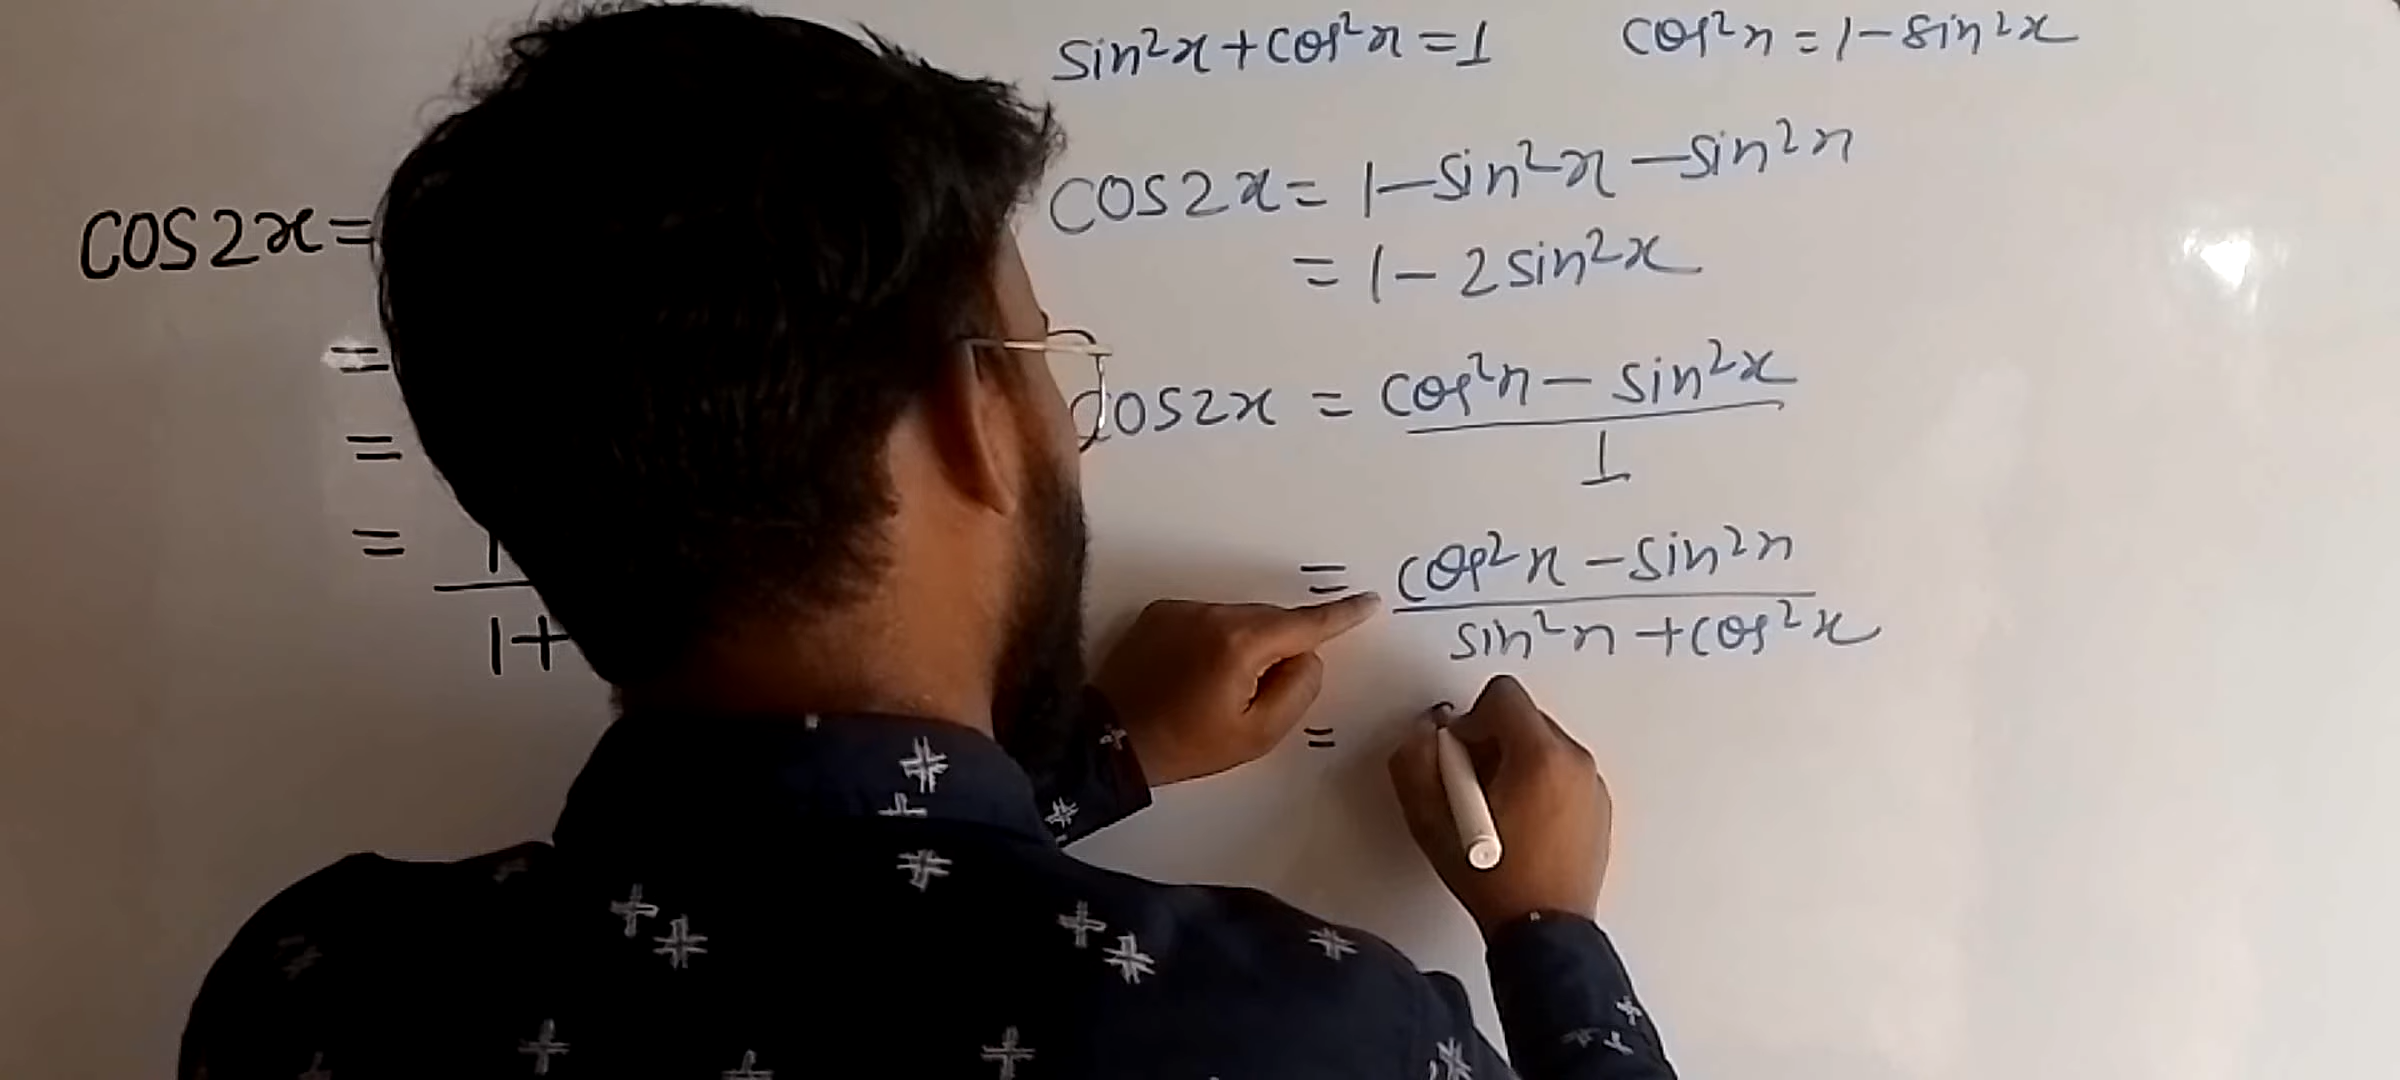 sin²x+cos²x=1 cos²x=1-sin²x
cos2x=
=
=
=
1+
cos2x= 1-sin²x-sin²x
= 1-2sin²x
cos2x = cos²x- sin²x
1
= cos²x-sin²x
sin²x+cos²x
=